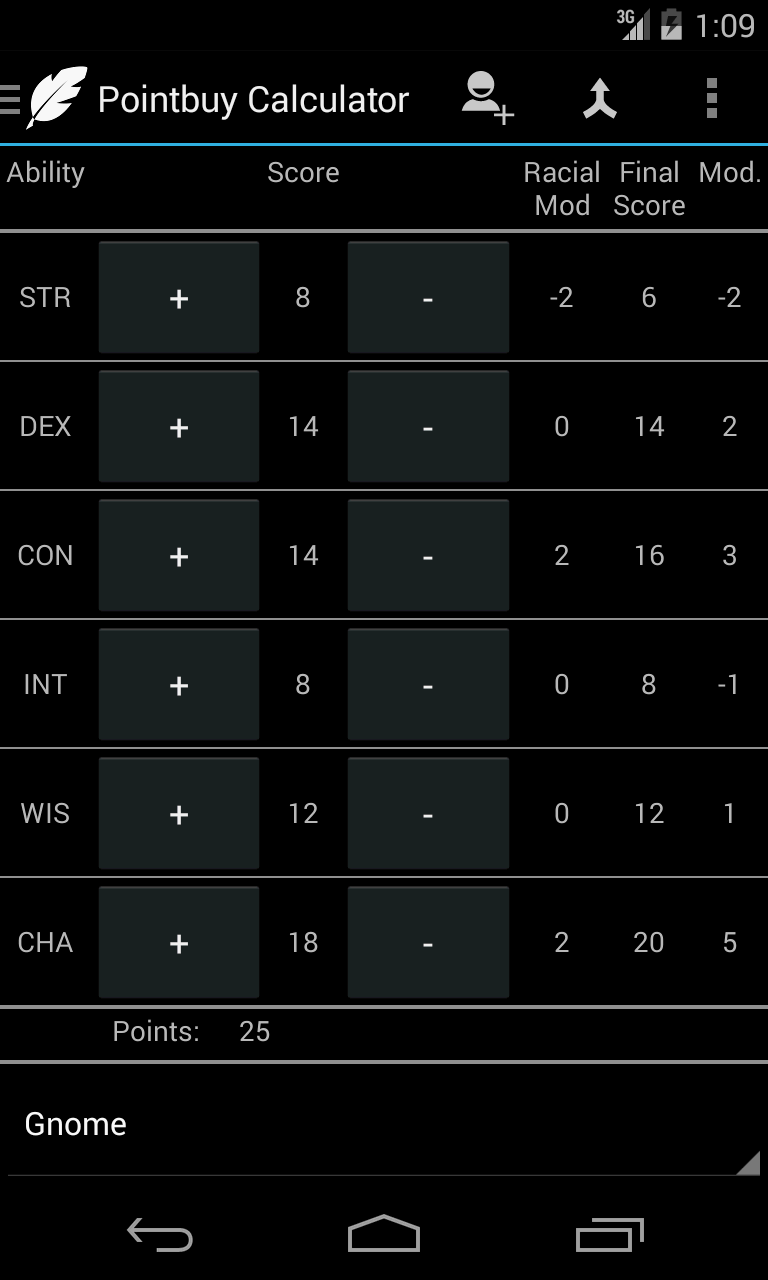 3G 1:09
Pointbuy Calculator
Ability Score Racial Mod Final Score Mod.
STR + 8 - -2 6 -2
DEX + 14 - 0 14 2
CON + 14 - 2 16 3
INT + 8 - 0 8 -1
WIS + 12 - 0 12 1
CHA + 18 - 2 20 5
Points: 25
Gnome